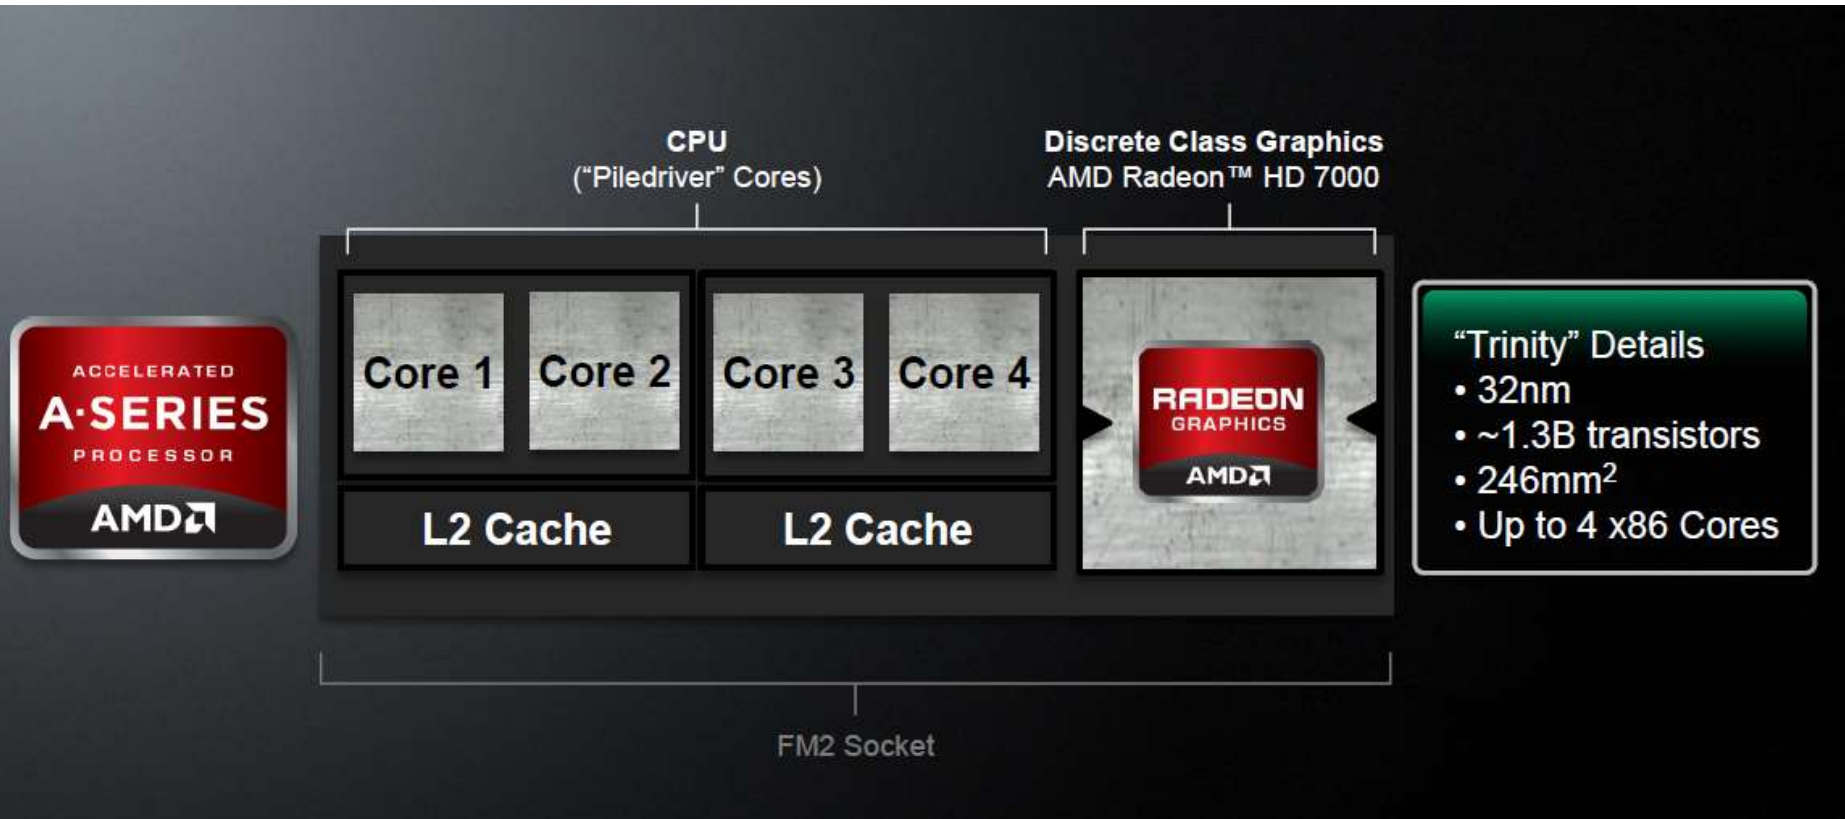 CPU
("Piledriver" Cores)
Discrete Class Graphics
AMD Radeon™ HD 7000
ACCELERATED
A·SERIES
PROCESSOR
AMD
Core 1
Core 2
Core 3
Core 4
L2 Cache
L2 Cache
RADEON
GRAPHICS
AMD
"Trinity" Details
• 32nm
• ~1.3B transistors
• 246mm²
• Up to 4 x86 Cores
FM2 Socket